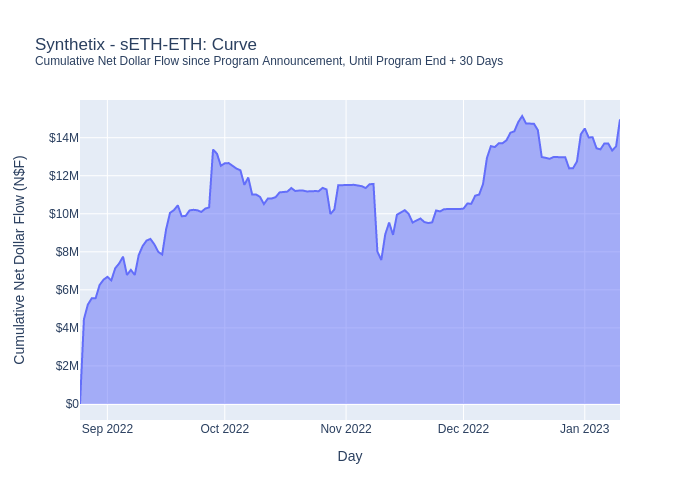 Synthetix - sETH-ETH: Curve
Cumulative Net Dollar Flow since Program Announcement, Until Program End + 30 Days
Cumulative Net Dollar Flow (N$F)
$14M
$12M
$10M
$8M
$6M
$4M
$2M
$0
Sep 2022
Oct 2022
Nov 2022
Dec 2022
Jan 2023
Day